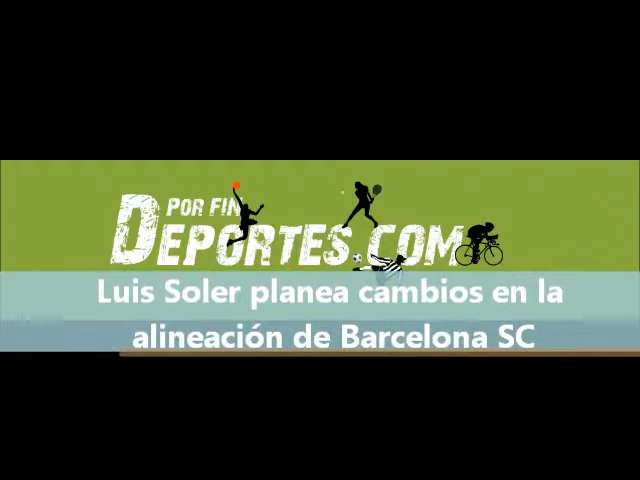 POR FIN
DEPORTES.COM
Luis Soler planea cambios en la
alineación de Barcelona SC